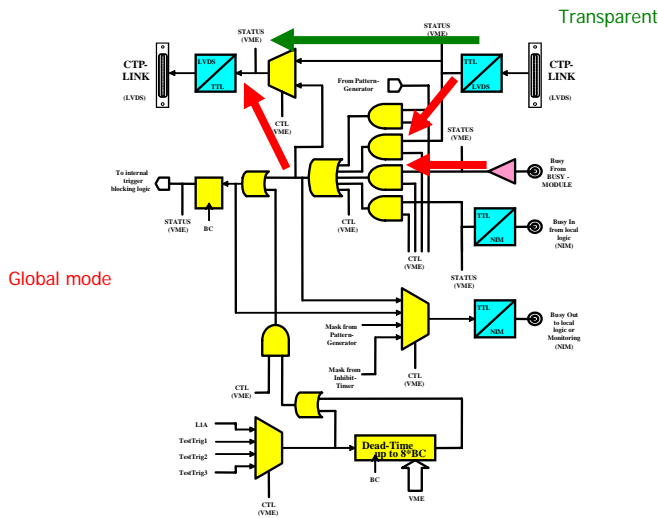 Transparent
STATUS
(VME)
STATUS
(VME)
CTP-
LINK
(LVDS)
LVDS
TTL
TTL
LVDS
CTP-
LINK
(LVDS)
From Pattern-
Generator
CTL
(VME)
STATUS
(VME)
To internal
trigger
blocking logic
Busy
From
BUSY -
MODULE
STATUS
(VME)
BC
CTL
(VME)
TTL
NIM
Busy In
from local
logic
(NIM)
CTL
(VME)
STATUS
(VME)
Global mode
TTL
NIM
Busy Out
to local
logic or
Monitoring
(NIM)
Mask from
Pattern-
Generator
Mask from
Inhibit-
Timer
CTL
(VME)
CTL
(VME)
L1A
TestTrig1
TestTrig2
TestTrig3
Dead-Time
up to 8*BC
BC
VME
CTL
(VME)